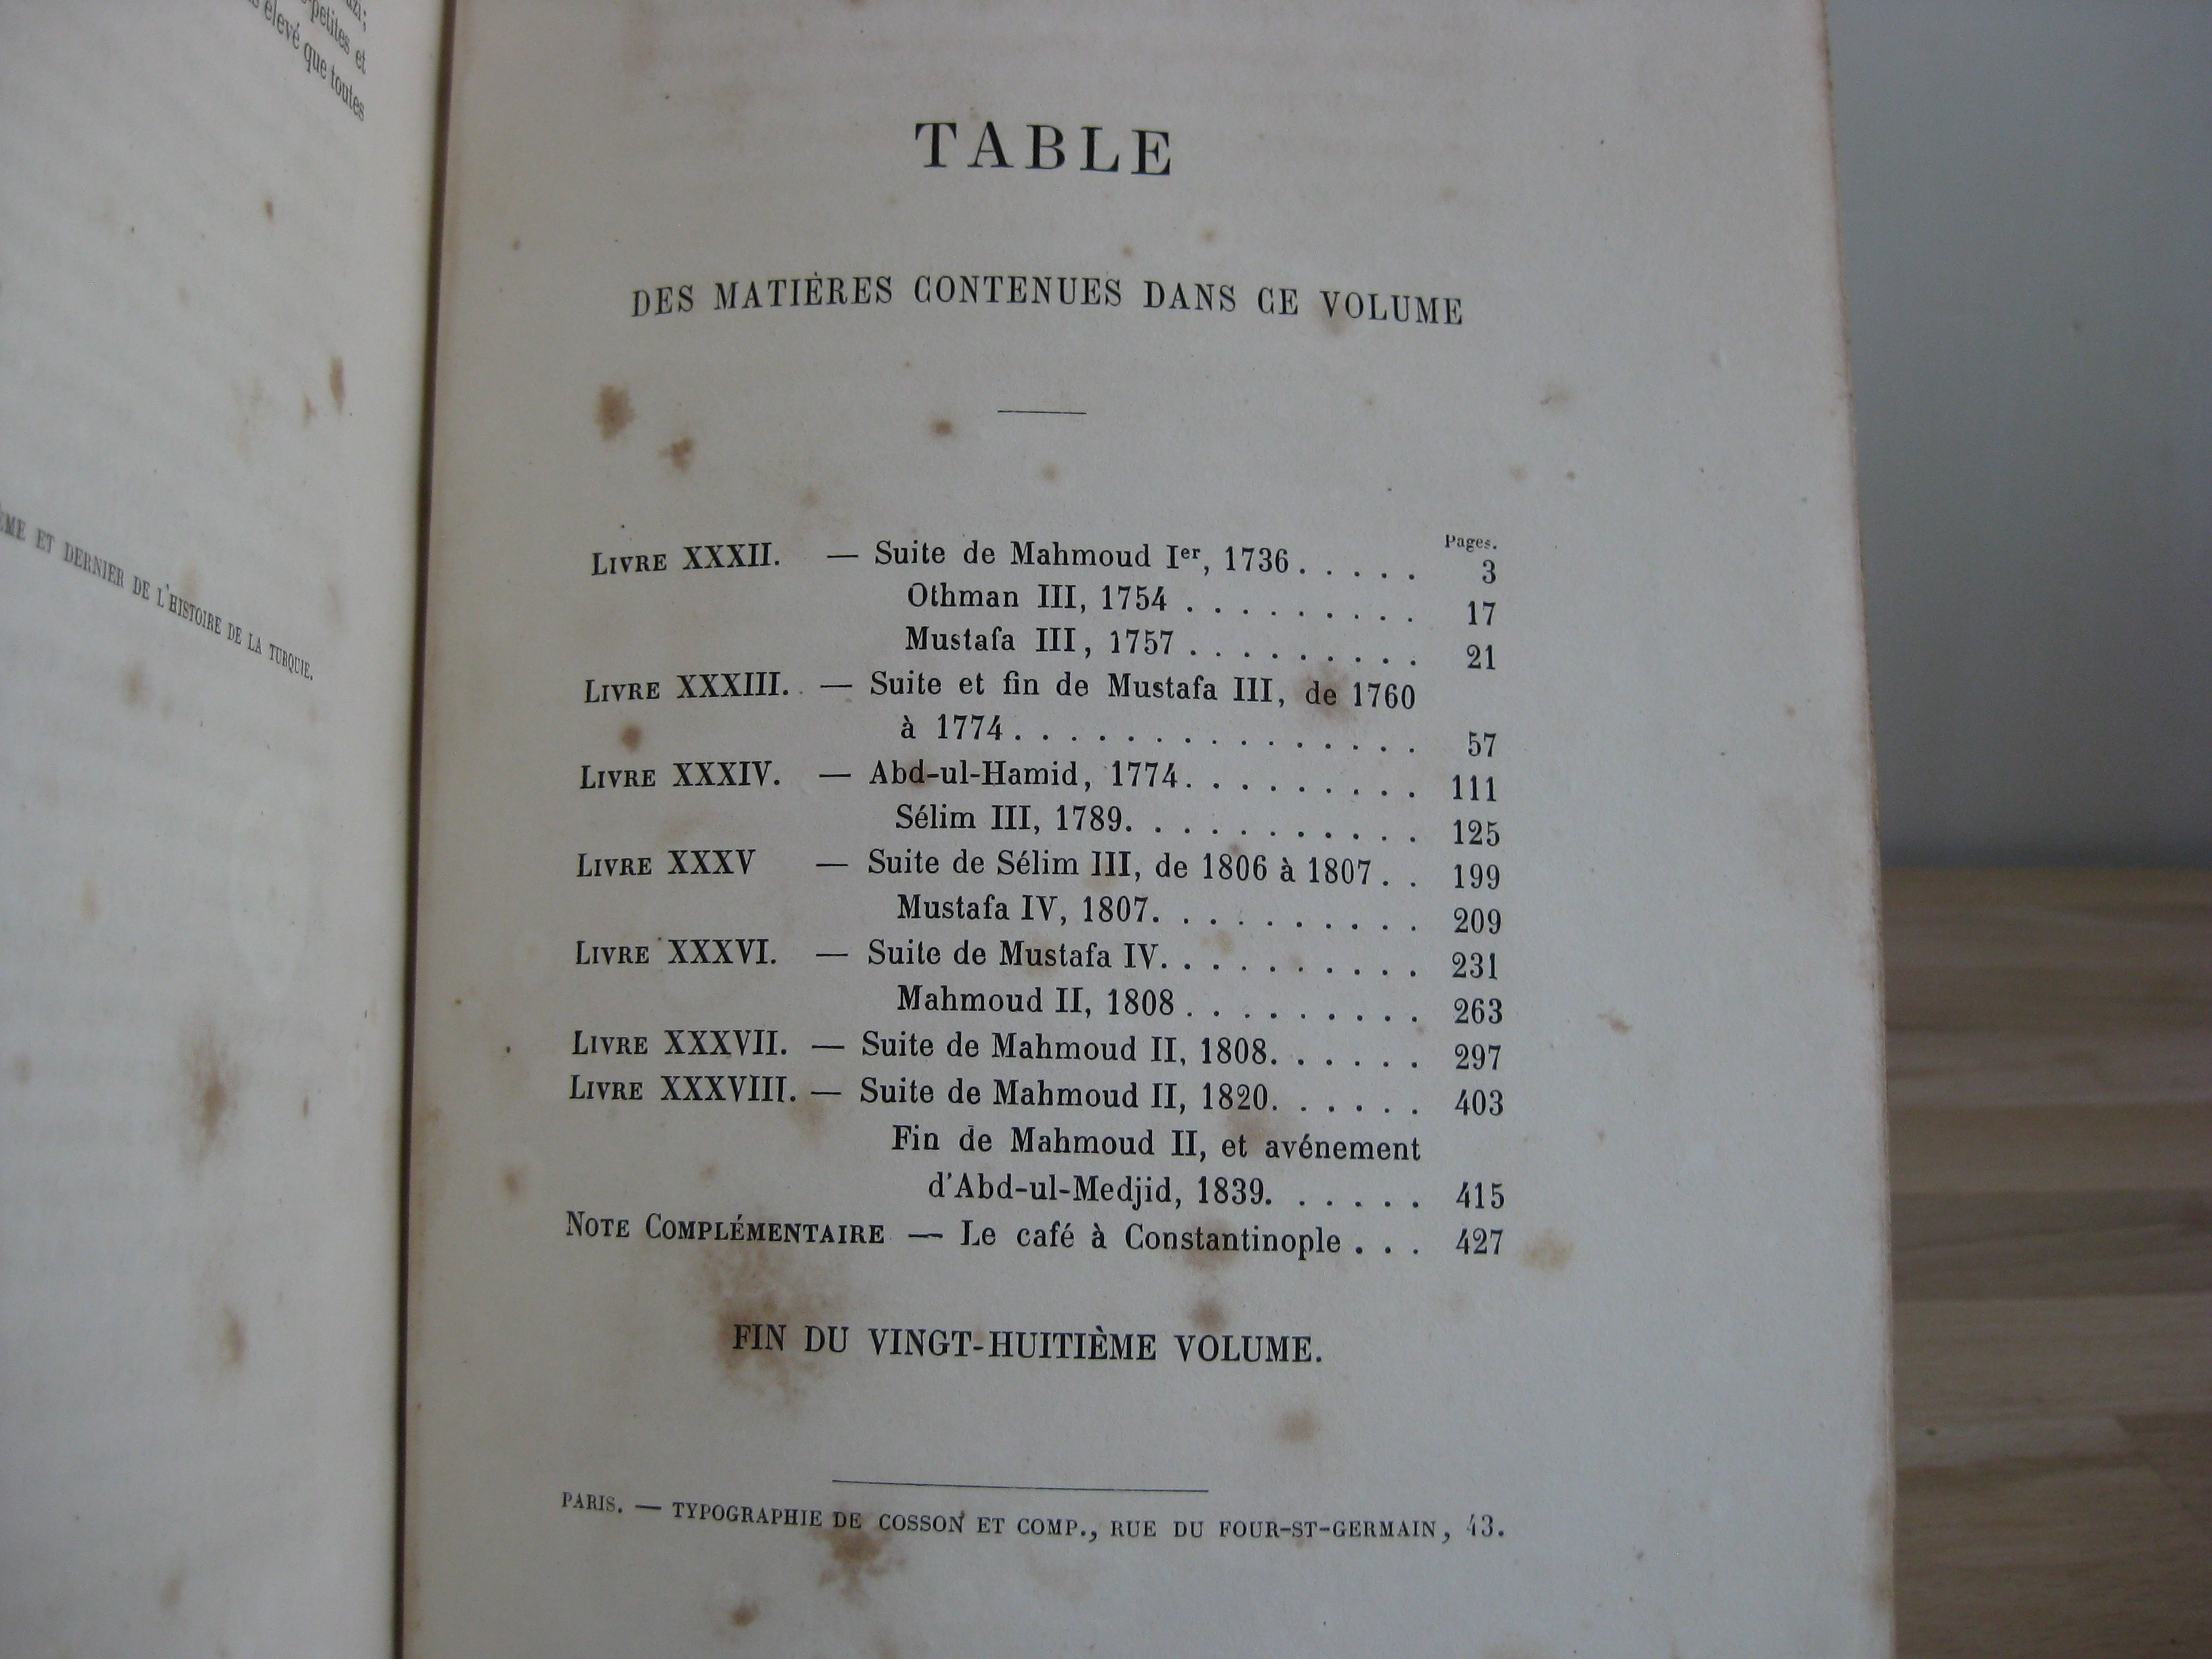 petites et
élevé que toutes
ET DERNIER DE L'HISTOIRE DE LA TURQUIE.
TABLE
DES MATIÈRES CONTENUES DANS CE VOLUME
Pages.
LIVRE XXXII. — Suite de Mahmoud Ier, 1736 . . . . . 3
Othman III, 1754 . . . . . . . . . 17
Mustafa III, 1757 . . . . . . . . . 21
LIVRE XXXIII. — Suite et fin de Mustafa III, de 1760
à 1774 . . . . . . . . . . . . . . . 57
LIVRE XXXIV. — Abd-ul-Hamid, 1774. . . . . . . . . 111
Sélim III, 1789. . . . . . . . . . . 125
LIVRE XXXV — Suite de Sélim III, de 1806 à 1807 . . 199
Mustafa IV, 1807. . . . . . . . . . 209
LIVRE XXXVI. — Suite de Mustafa IV. . . . . . . . . . 231
Mahmoud II, 1808 . . . . . . . . . 263
LIVRE XXXVII. — Suite de Mahmoud II, 1808. . . . . . 297
LIVRE XXXVIII. — Suite de Mahmoud II, 1820. . . . . . 403
Fin de Mahmoud II, et avénement
d'Abd-ul-Medjid, 1839. . . . . . 415
NOTE COMPLÉMENTAIRE — Le café à Constantinople . . . 427
FIN DU VINGT-HUITIÈME VOLUME.
PARIS. — TYPOGRAPHIE DE COSSON ET COMP., RUE DU FOUR-ST-GERMAIN, 43.